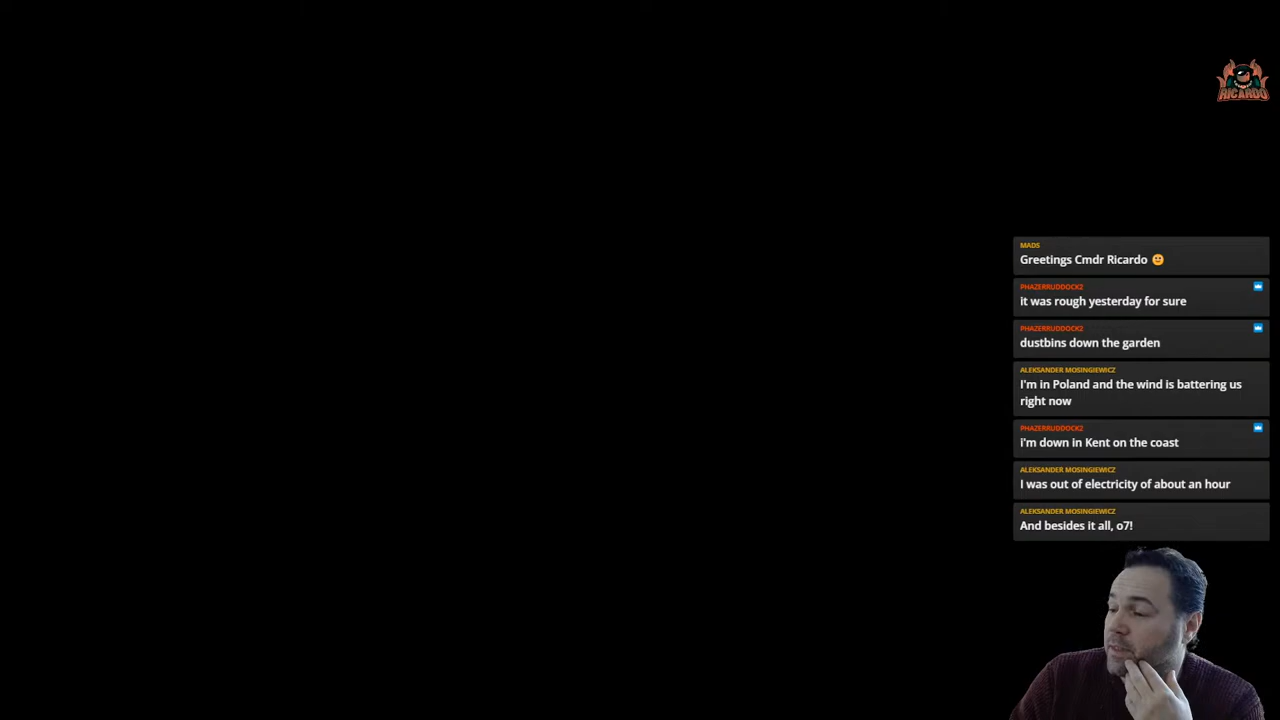 RICARDO
MADS
Greetings Cmdr Ricardo
PHAZERRUDDOCK2
it was rough yesterday for sure
PHAZERRUDDOCK2
dustbins down the garden
ALEKSANDER MOSINGIEWICZ
I'm in Poland and the wind is battering us
right now
PHAZERRUDDOCK2
i'm down in Kent on the coast
ALEKSANDER MOSINGIEWICZ
I was out of electricity of about an hour
ALEKSANDER MOSINGIEWICZ
And besides it all, o7!